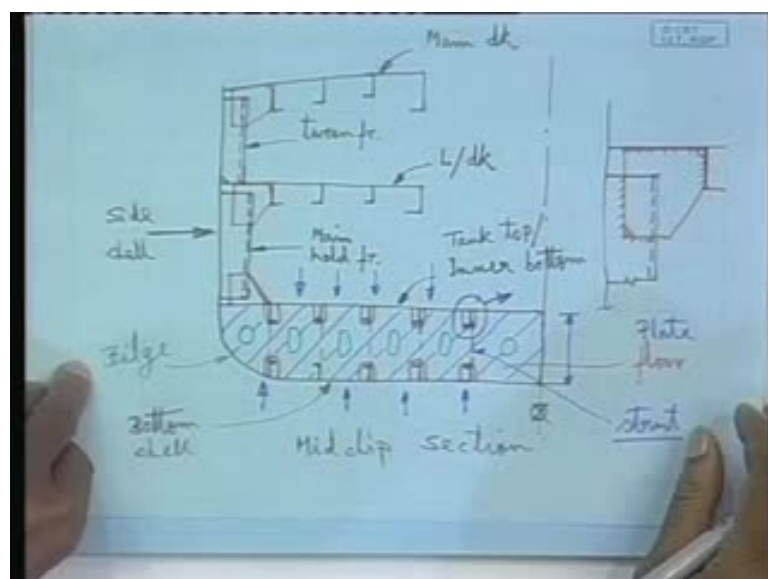 Main dk
tween fr.
L/dk
Side
shell
Main
hold fr.
Tank top/
Inner bottom
Bilge
Plate
floor
Bottom
shell
strut
Midship section